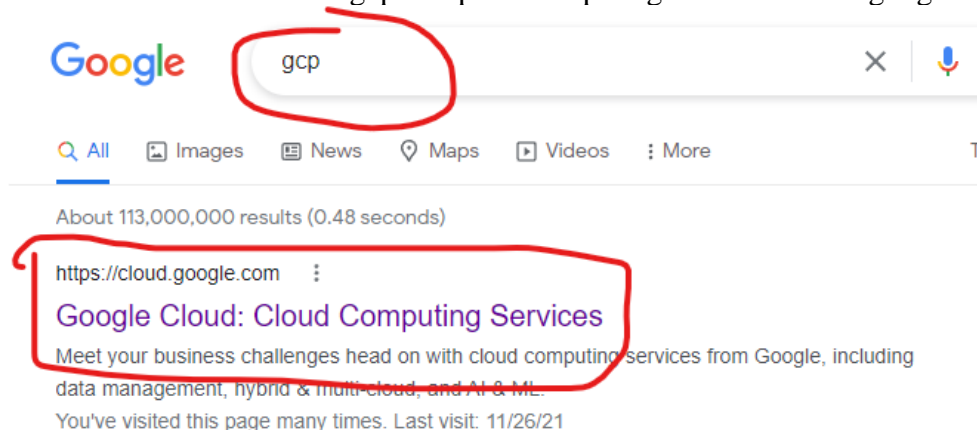 Google
gcp
All Images News Maps Videos More
About 113,000,000 results (0.48 seconds)
https://cloud.google.com
Google Cloud: Cloud Computing Services
Meet your business challenges head on with cloud computing services from Google, including
data management, hybrid & multi-cloud, and AI & ML.
You've visited this page many times. Last visit: 11/26/21